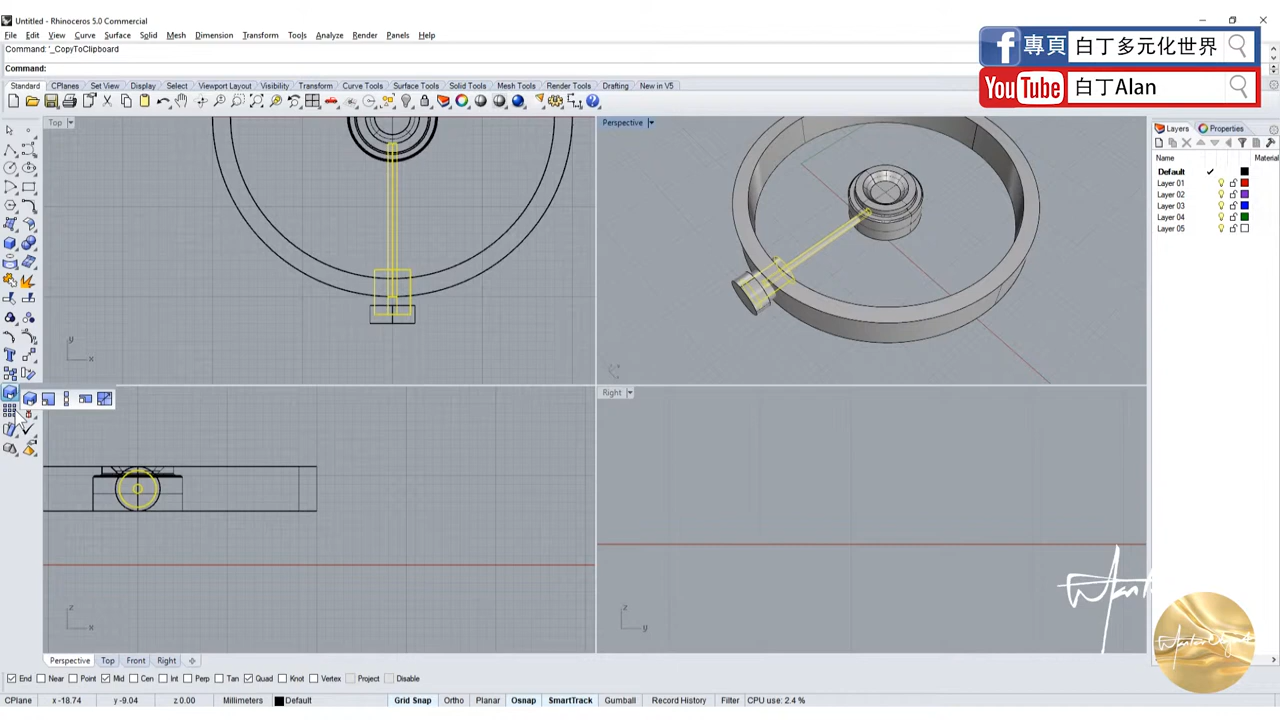 Untitled - Rhinoceros 5.0 Commercial
File Edit View Curve Surface Solid Mesh Dimension Transform Tools Analyze Render Panels Help
Command: '_CopyToClipboard
Command:
專頁 白丁多元化世界
YouTube 白丁Alan
Standard CPlanes Set View Display Select Viewport Layout Visibility Transform Curve Tools Surface Tools Solid Tools Mesh Tools Render Tools Drafting New in V5
Top
Perspective
Layers Properties
Name Material
Default
Layer 01
Layer 02
Layer 03
Layer 04
Layer 05
y
x
Right
z
x
z
y
Perspective Top Front Right
End Near Point Mid Cen Int Perp Tan Quad Knot Vertex Project Disable
CPlane x -18.74 y -9.04 z 0.00 Millimeters Default Grid Snap Ortho Planar Osnap SmartTrack Gumball Record History Filter CPU use: 2.4 %